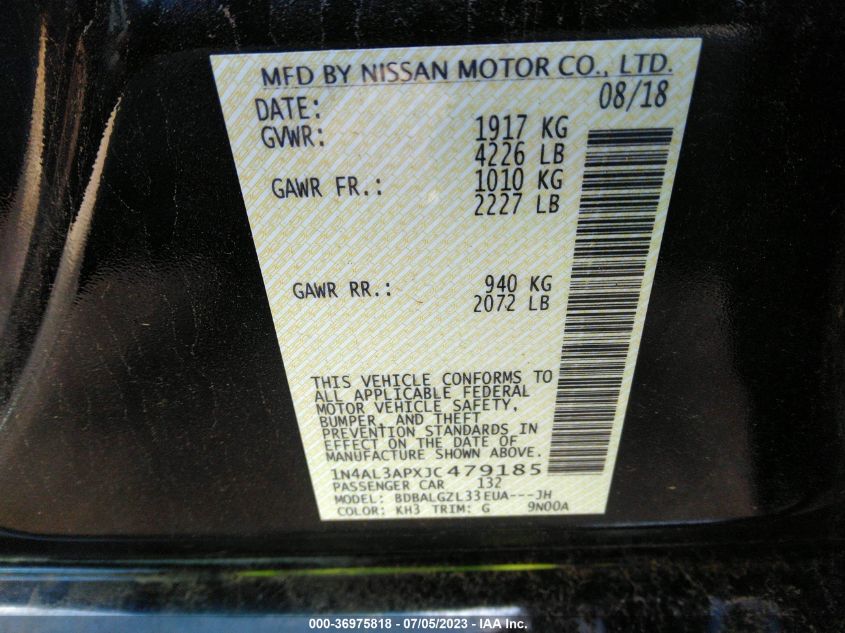 MFD BY NISSAN MOTOR CO., LTD.
DATE: 08/18
GVWR: 1917 KG
4226 LB
GAWR FR.: 1010 KG
2227 LB
GAWR RR.: 940 KG
2072 LB
THIS VEHICLE CONFORMS TO
ALL APPLICABLE FEDERAL
MOTOR VEHICLE SAFETY,
BUMPER, AND THEFT
PREVENTION STANDARDS IN
EFFECT ON THE DATE OF
MANUFACTURE SHOWN ABOVE.
1N4AL3APXJC479185
PASSENGER CAR 132
MODEL: BDBALGZL33EUA---JH
COLOR: KH3 TRIM: G 9N00A
000-36975818 - 07/05/2023 - IAA Inc.